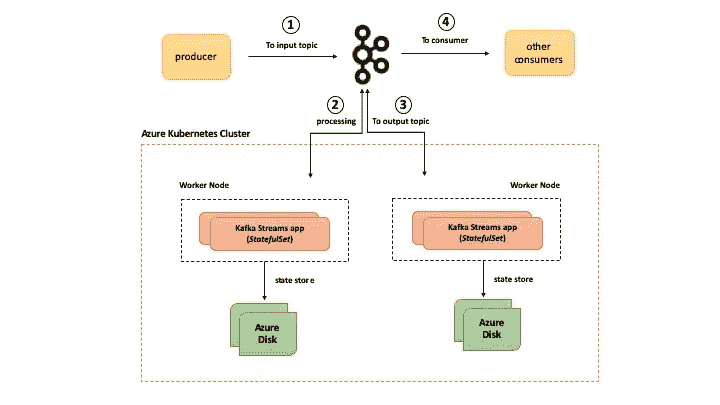 1
4
To input topic
To consumer
producer
other
consumers
2
3
processing
To output topic
Azure Kubernetes Cluster
Worker Node
Worker Node
Kafka Streams app
(StatefulSet)
Kafka Streams app
(StatefulSet)
state store
state store
Azure
Disk
Azure
Disk